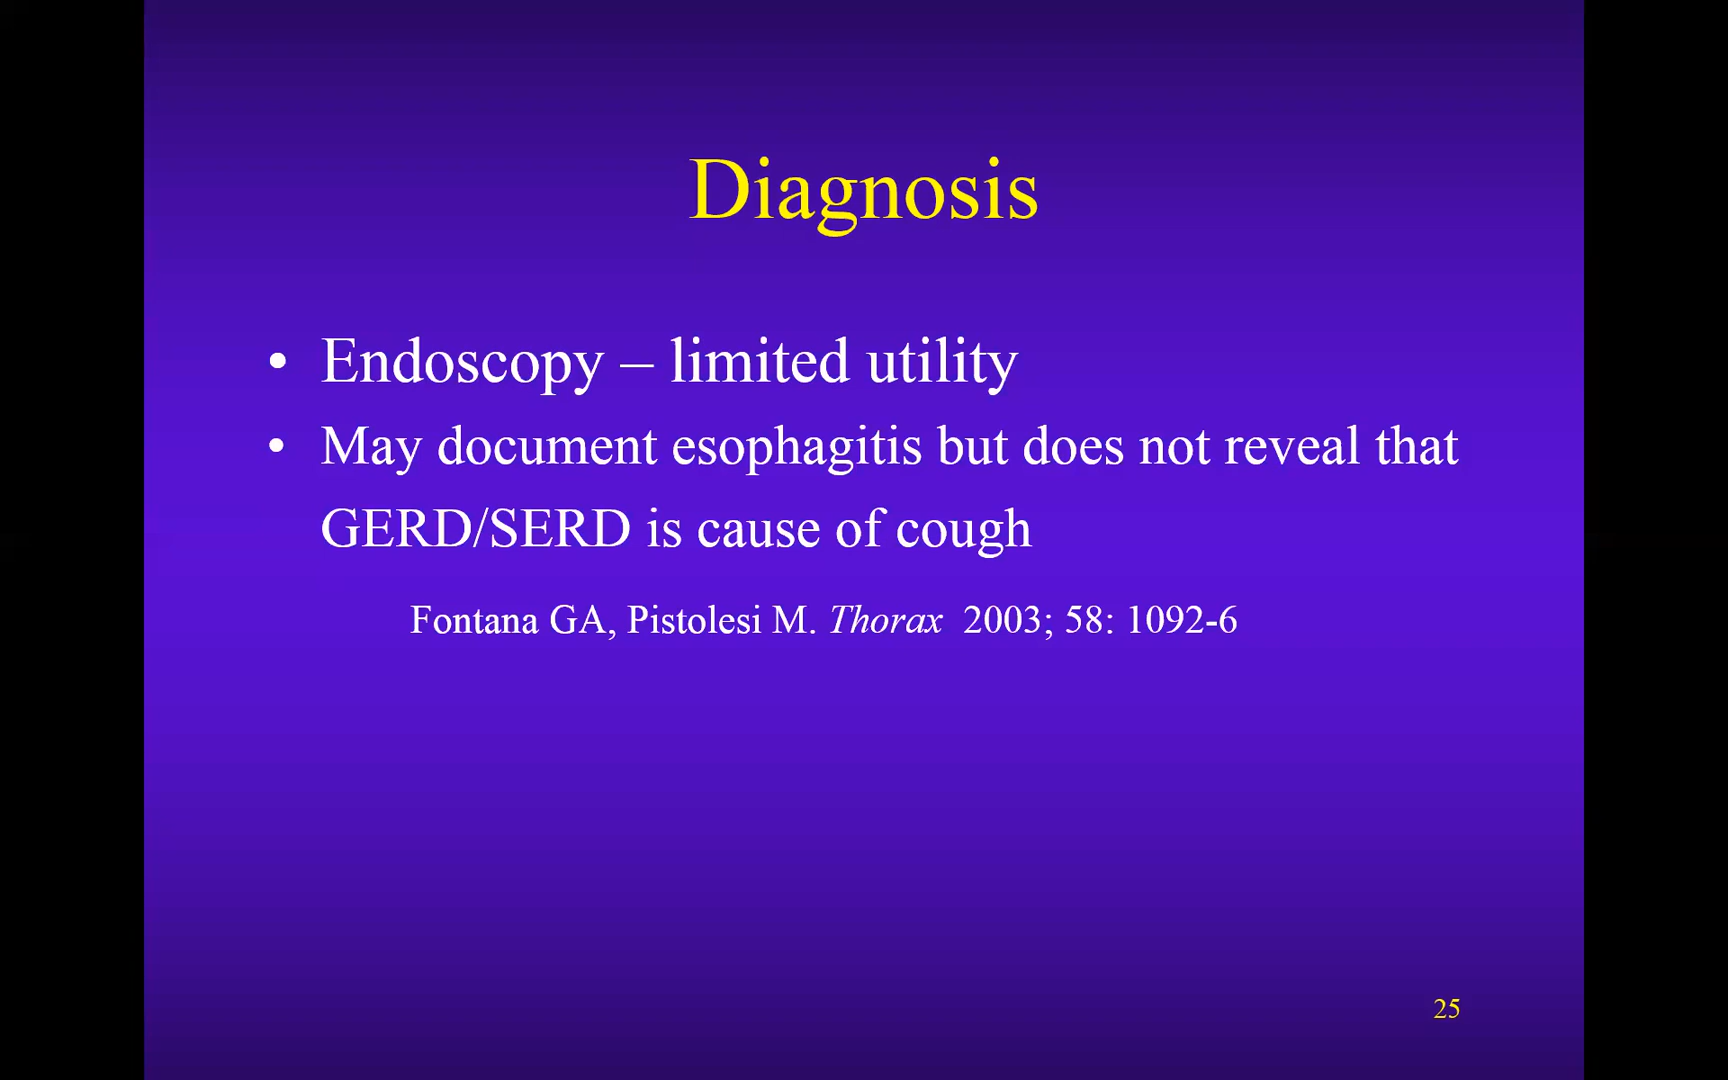 Diagnosis
• Endoscopy – limited utility
• May document esophagitis but does not reveal that
GERD/SERD is cause of cough
Fontana GA, Pistolesi M. Thorax 2003; 58: 1092-6
25